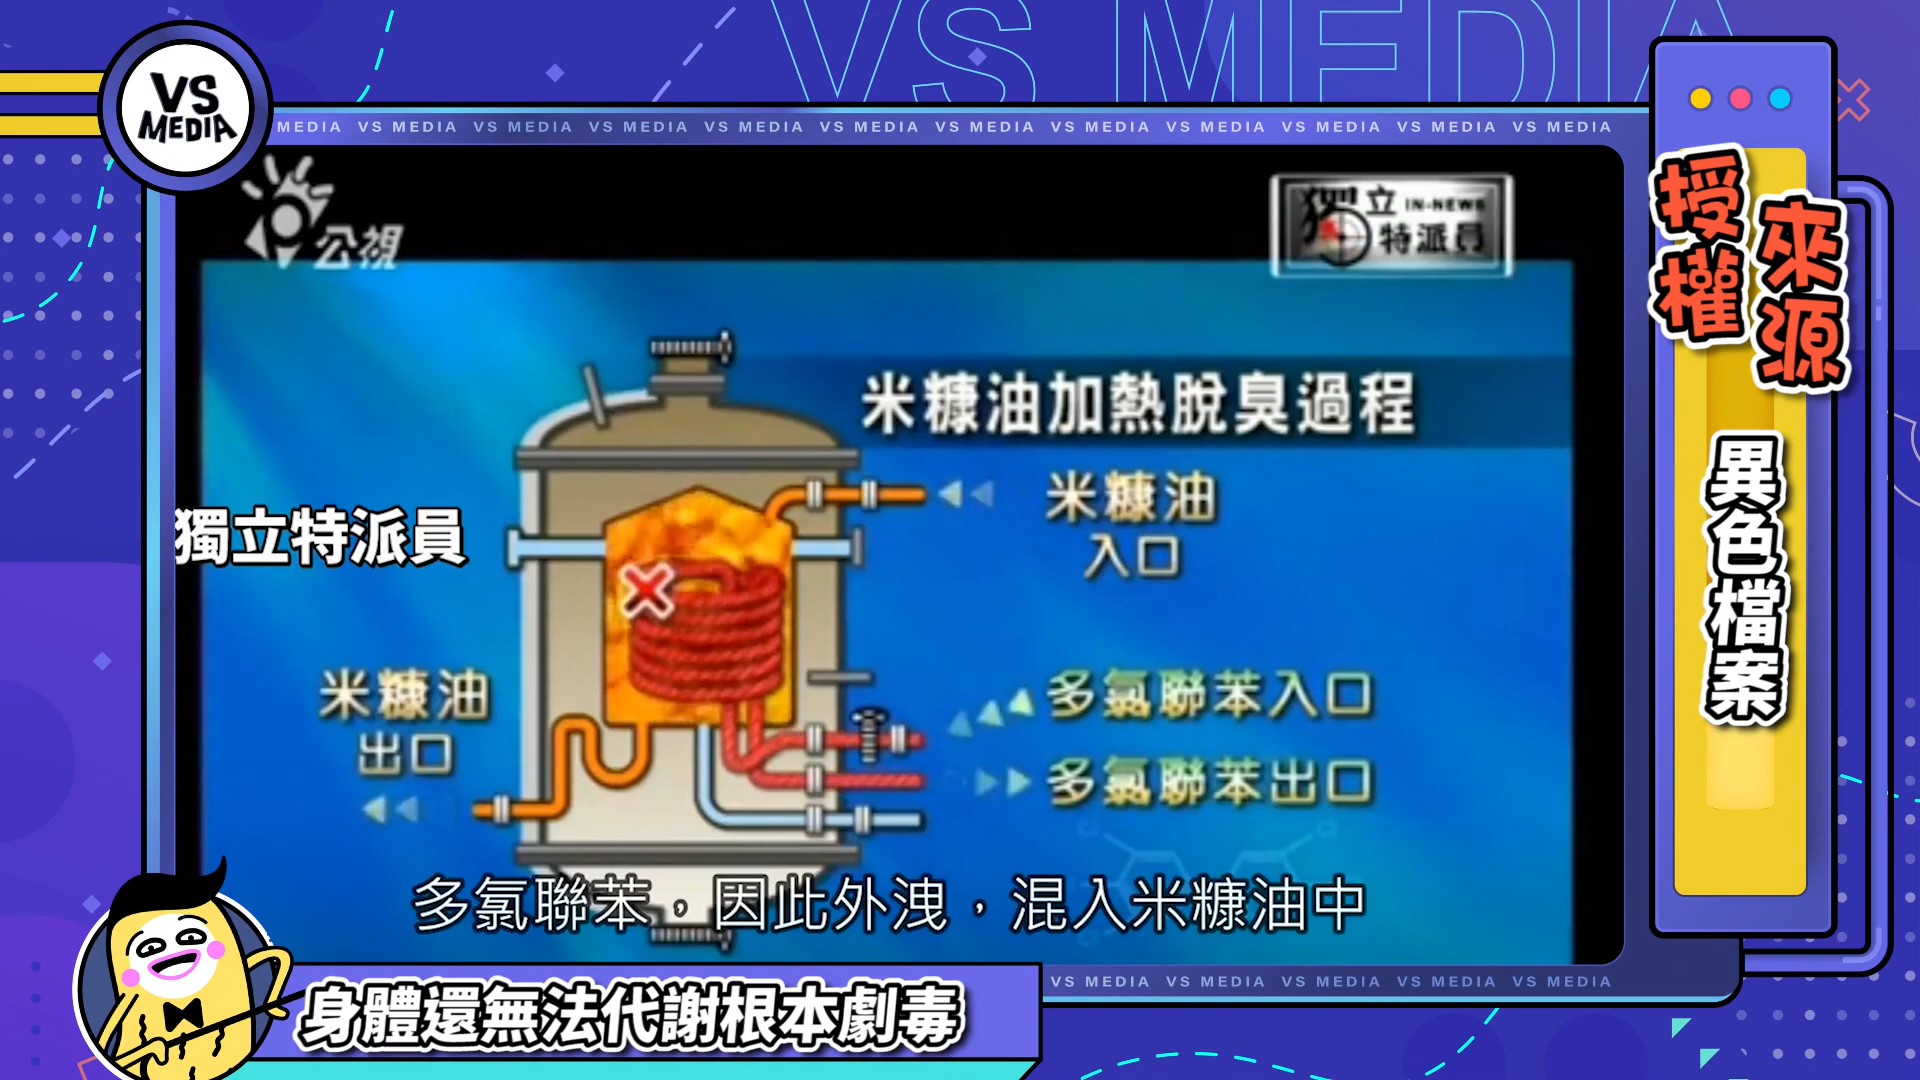 VS MEDIA
VS
MEDIA
MEDIA VS MEDIA VS MEDIA VS MEDIA VS MEDIA VS MEDIA VS MEDIA VS MEDIA VS MEDIA VS MEDIA VS MEDIA VS MEDIA
公視
獨立 IN-NEWS
特派員
授權
來源
異色檔案
米糠油加熱脫臭過程
米糠油
入口
獨立特派員
米糠油
出口
多氯聯苯入口
多氯聯苯出口
多氯聯苯，因此外洩，混入米糠油中
VS MEDIA VS MEDIA VS MEDIA VS MEDIA VS MEDIA
身體還無法代謝根本劇毒